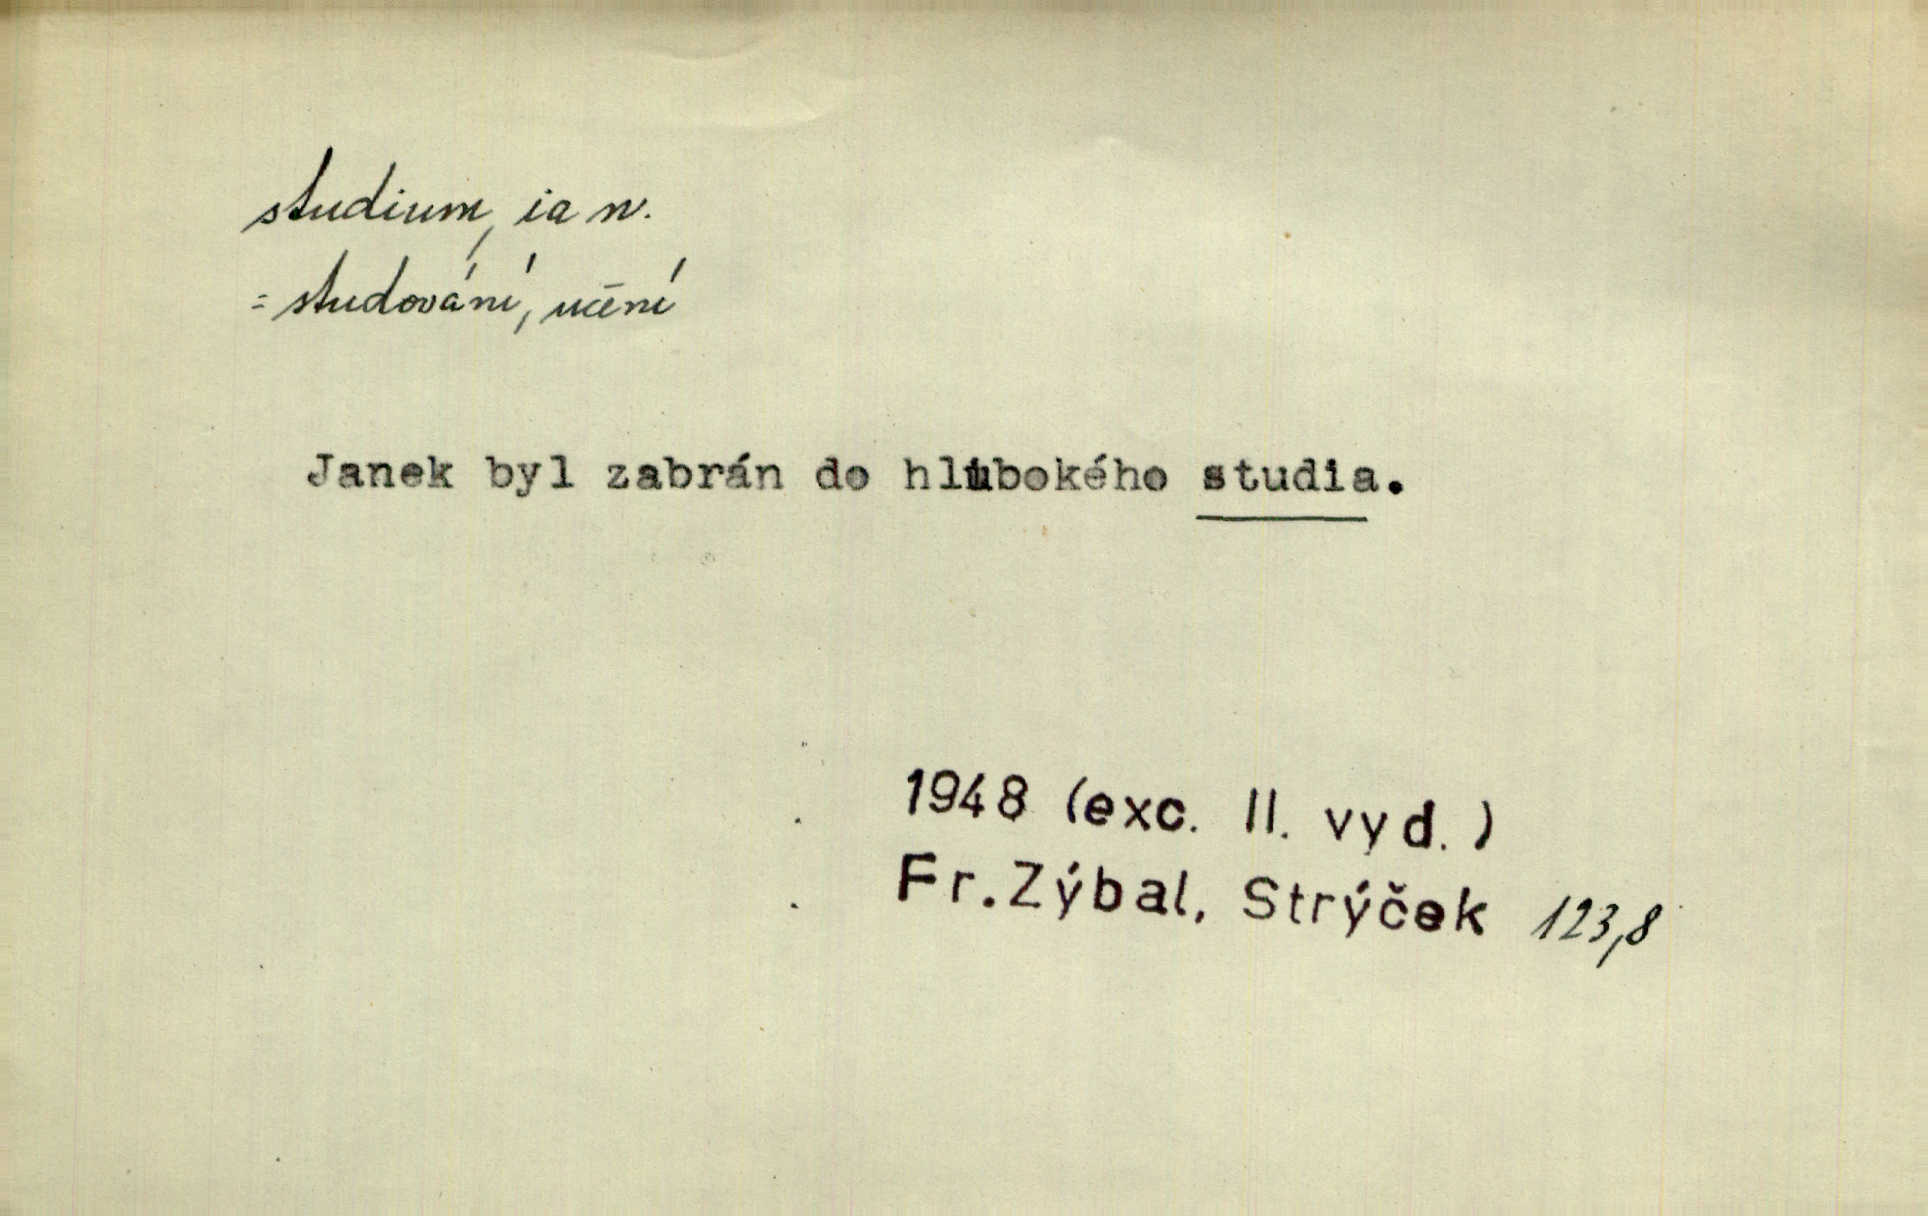 studium, ia n.
= studování, učení
Janek byl zabrán do hlubokého studia.
1948 (exc. II. vyd.)
Fr. Zýbal, Strýček 123,8